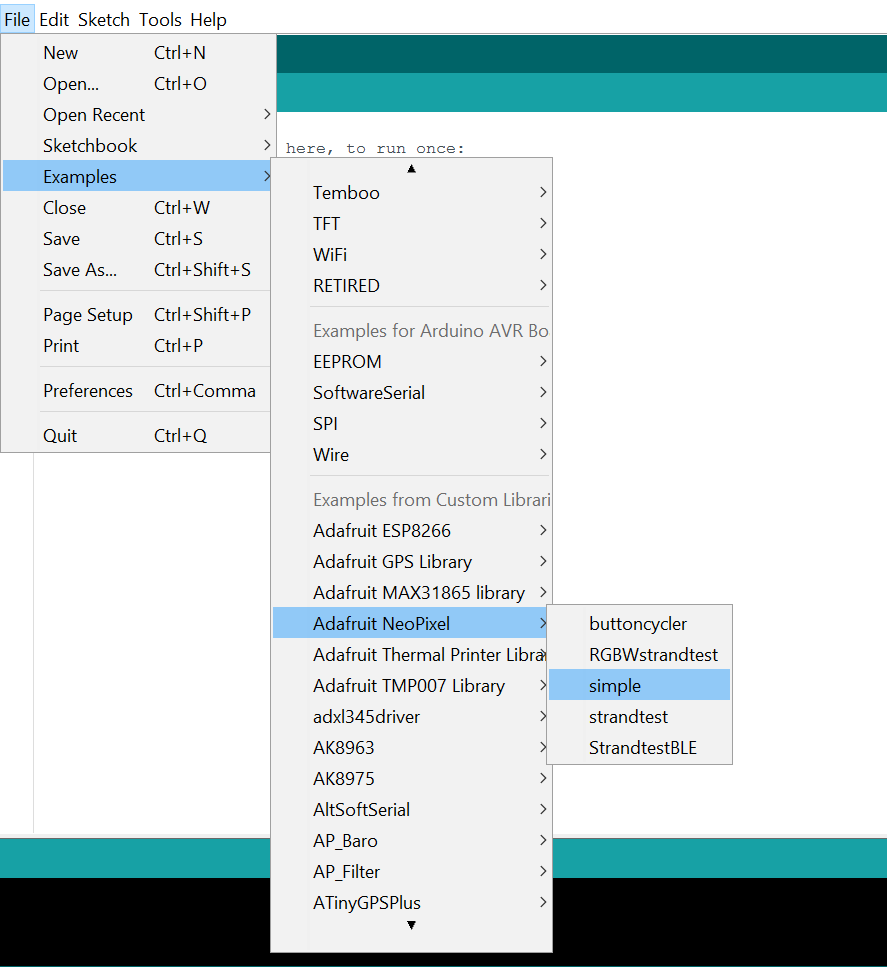 File Edit Sketch Tools Help
New Ctrl+N
Open... Ctrl+O
Open Recent
Sketchbook
Examples
Close Ctrl+W
Save Ctrl+S
Save As... Ctrl+Shift+S
Page Setup Ctrl+Shift+P
Print Ctrl+P
Preferences Ctrl+Comma
Quit Ctrl+Q
here, to run once:
Temboo
TFT
WiFi
RETIRED
Examples for Arduino AVR Bo
EEPROM
SoftwareSerial
SPI
Wire
Examples from Custom Librari
Adafruit ESP8266
Adafruit GPS Library
Adafruit MAX31865 library
Adafruit NeoPixel
Adafruit Thermal Printer Libra
Adafruit TMP007 Library
adxl345driver
AK8963
AK8975
AltSoftSerial
AP_Baro
AP_Filter
ATinyGPSPlus
buttoncycler
RGBWstrandtest
simple
strandtest
StrandtestBLE